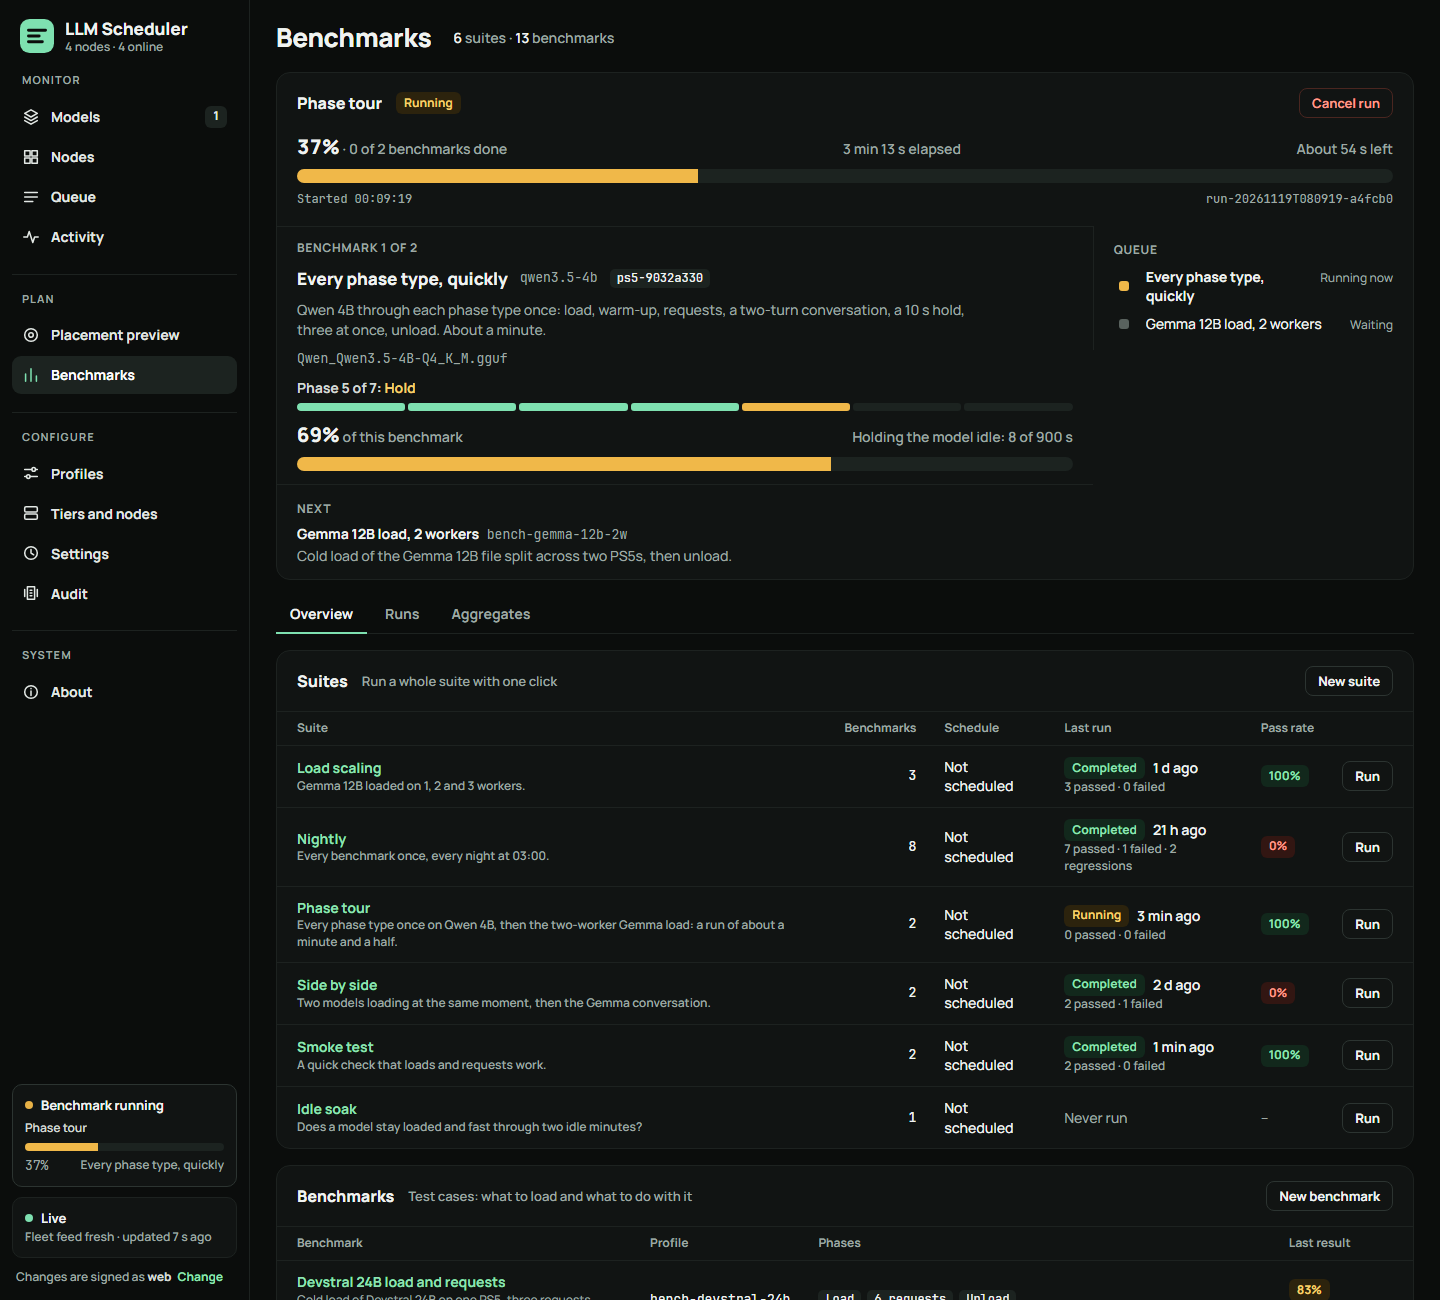 LLM Scheduler
4 nodes · 4 online
MONITOR
Models 1
Nodes
Queue
Activity
PLAN
Placement preview
Benchmarks
CONFIGURE
Profiles
Tiers and nodes
Settings
Audit
SYSTEM
About
Benchmark running
Phase tour
37% Every phase type, quickly
Live
Fleet feed fresh · updated 7 s ago
Changes are signed as web Change
Benchmarks 6 suites · 13 benchmarks
Phase tour Running Cancel run
37% · 0 of 2 benchmarks done 3 min 13 s elapsed About 54 s left
Started 00:09:19 run-20261119T080919-a4fcb0
BENCHMARK 1 OF 2
Every phase type, quickly qwen3.5-4b ps5-9032a330
Qwen 4B through each phase type once: load, warm-up, requests, a two-turn conversation, a 10 s hold,
three at once, unload. About a minute.
Qwen_Qwen3.5-4B-Q4_K_M.gguf
Phase 5 of 7: Hold
69% of this benchmark Holding the model idle: 8 of 900 s
QUEUE
Every phase type, Running now
quickly
Gemma 12B load, 2 workers Waiting
NEXT
Gemma 12B load, 2 workers bench-gemma-12b-2w
Cold load of the Gemma 12B file split across two PS5s, then unload.
Overview Runs Aggregates
Suites Run a whole suite with one click New suite
Suite Benchmarks Schedule Last run Pass rate
Load scaling
Gemma 12B loaded on 1, 2 and 3 workers.
3
Not
scheduled
Completed 1 d ago
3 passed · 0 failed
100%
Run
Nightly
Every benchmark once, every night at 03:00.
8
Not
scheduled
Completed 21 h ago
7 passed · 1 failed · 2
regressions
0%
Run
Phase tour
Every phase type once on Qwen 4B, then the two-worker Gemma load: a run of about a
minute and a half.
2
Not
scheduled
Running 3 min ago
0 passed · 0 failed
100%
Run
Side by side
Two models loading at the same moment, then the Gemma conversation.
2
Not
scheduled
Completed 2 d ago
2 passed · 1 failed
0%
Run
Smoke test
A quick check that loads and requests work.
2
Not
scheduled
Completed 1 min ago
2 passed · 0 failed
100%
Run
Idle soak
Does a model stay loaded and fast through two idle minutes?
1
Not
scheduled
Never run
–
Run
Benchmarks Test cases: what to load and what to do with it New benchmark
Benchmark Profile Phases Last result
Devstral 24B load and requests
Cold load of Devstral 24B on one PS5, three requests
bench-devstral-24b
Load 6 requests Unload
83%